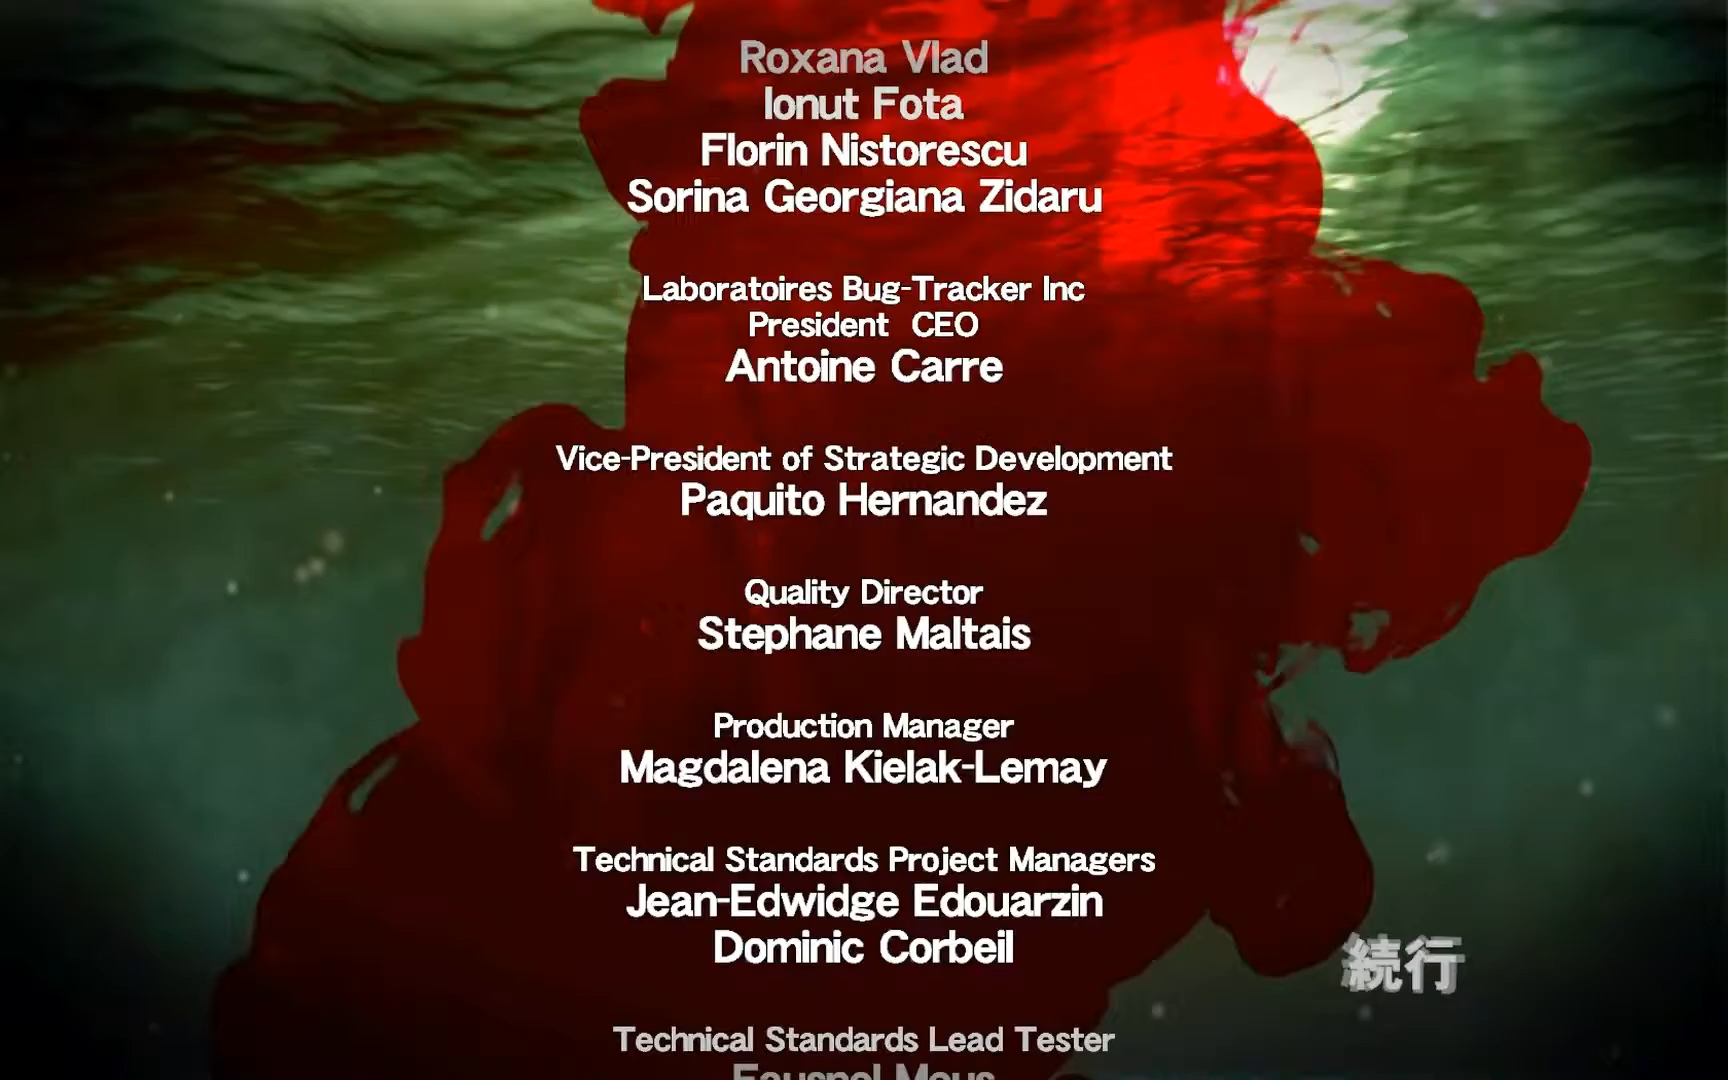 Roxana Vlad
Ionut Fota
Florin Nistorescu
Sorina Georgiana Zidaru
Laboratoires Bug-Tracker Inc
President CEO
Antoine Carre
Vice-President of Strategic Development
Paquito Hernandez
Quality Director
Stephane Maltais
Production Manager
Magdalena Kielak-Lemay
Technical Standards Project Managers
Jean-Edwidge Edouarzin
Dominic Corbeil
続行
Technical Standards Lead Tester